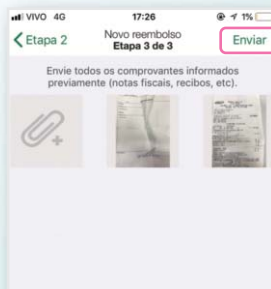 VIVO 4G 17:26 1%
Etapa 2 Novo reembolso Enviar
Etapa 3 de 3
Envie todos os comprovantes informados
previamente (notas fiscais, recibos, etc).